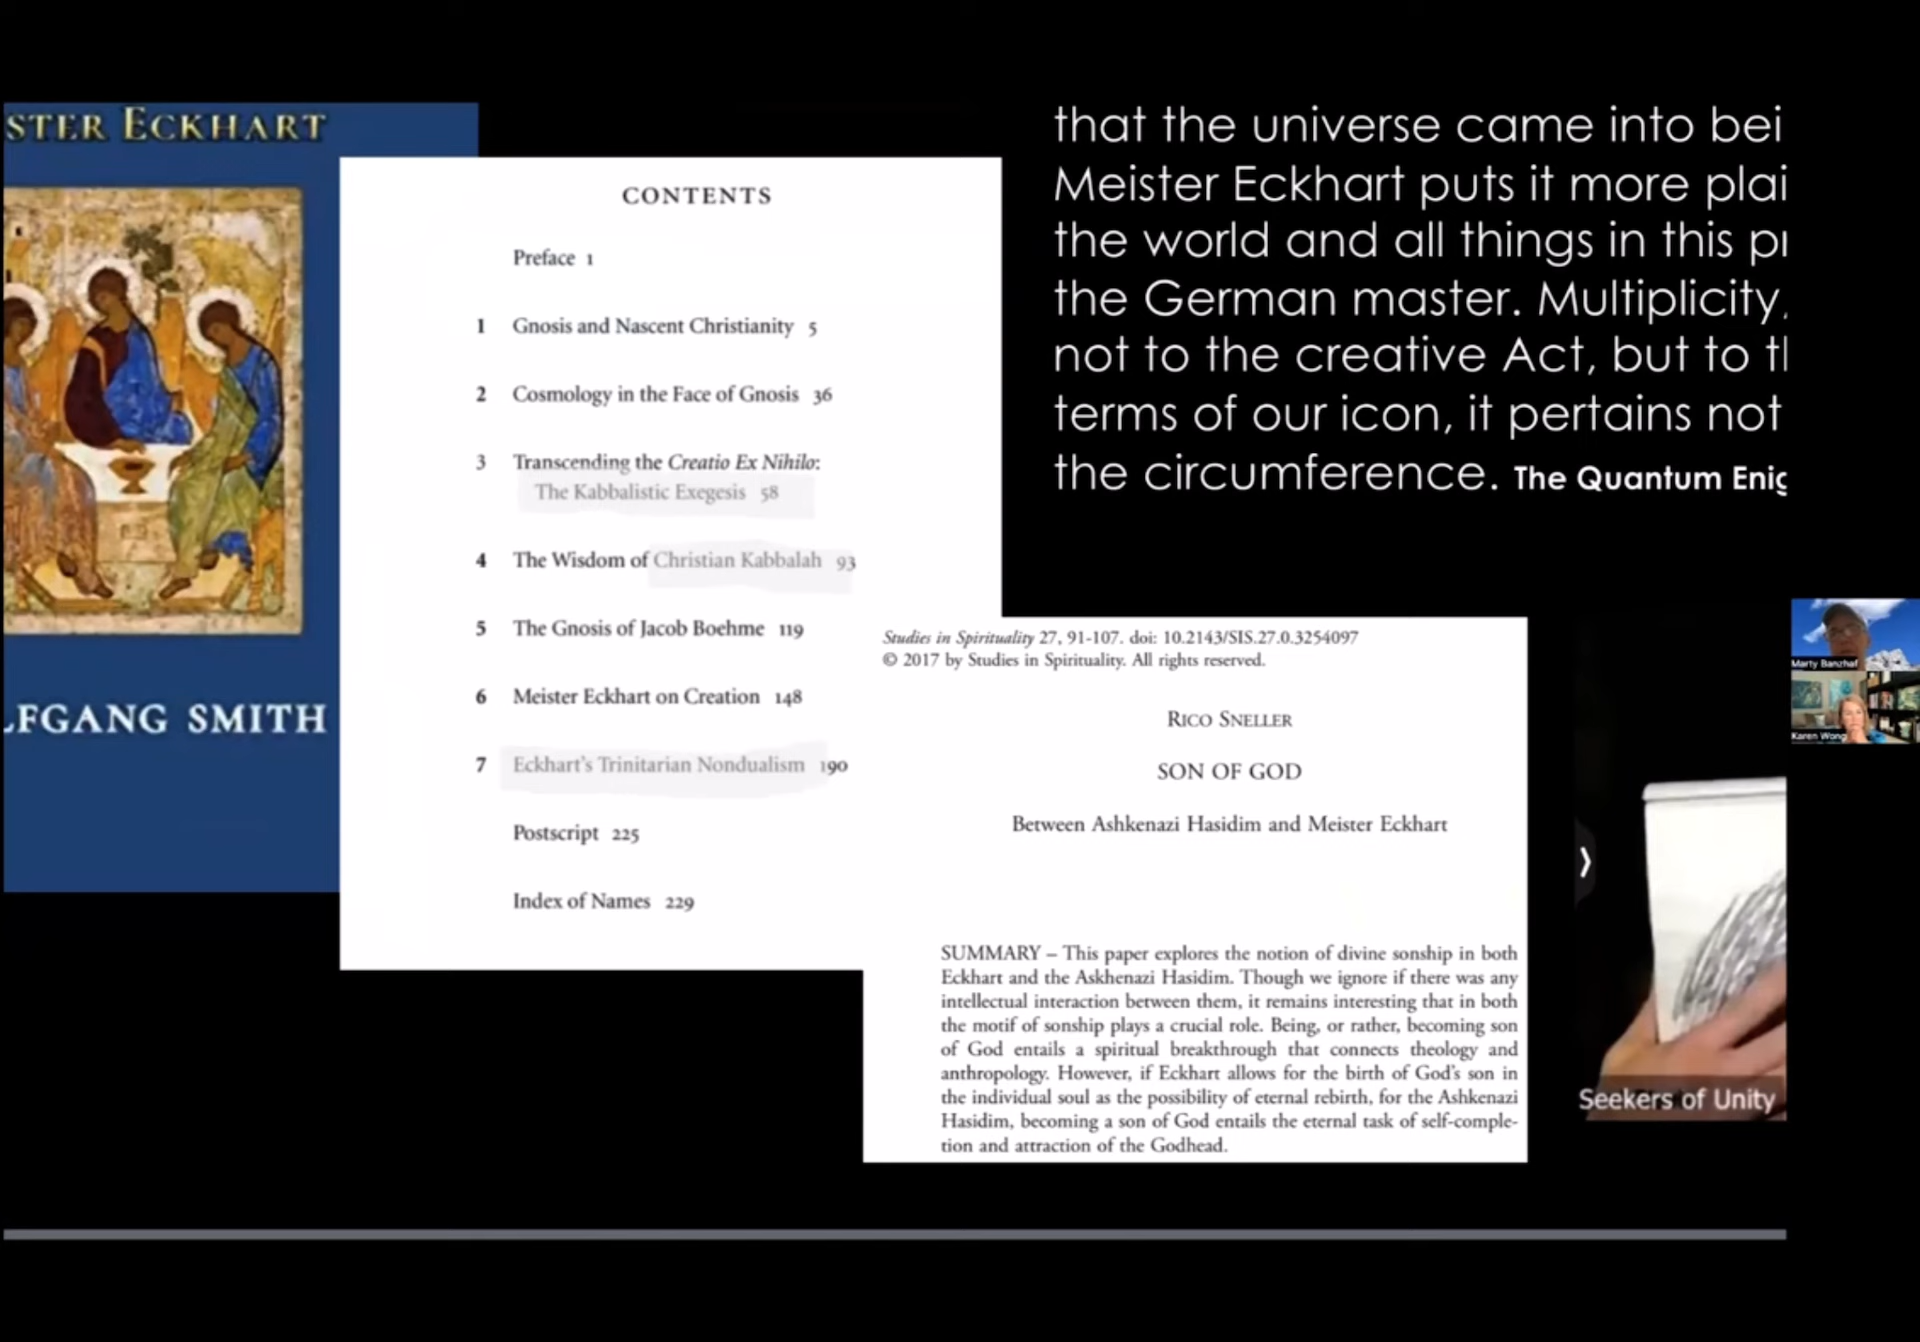 STER ECKHART
LFGANG SMITH
CONTENTS
Preface 1
1 Gnosis and Nascent Christianity 5
2 Cosmology in the Face of Gnosis 36
3 Transcending the Creatio Ex Nihilo:
The Kabbalistic Exegesis 58
4 The Wisdom of Christian Kabbalah 93
5 The Gnosis of Jacob Boehme 119
6 Meister Eckhart on Creation 148
7 Eckhart's Trinitarian Nondualism 190
Postscript 225
Index of Names 229
that the universe came into bei
Meister Eckhart puts it more plai
the world and all things in this
the German master. Multiplicity,
not to the creative Act, but to
terms of our icon, it pertains not
the circumference. The Quantum Enig
Studies in Spirituality 27, 91-107. doi: 10.2143/SIS.27.0.3254097
© 2017 by Studies in Spirituality. All rights reserved.
RICO SNELLER
SON OF GOD
Between Ashkenazi Hasidim and Meister Eckhart
SUMMARY – This paper explores the notion of divine sonship in both
Eckhart and the Askhenazi Hasidim. Though we ignore if there was any
intellectual interaction between them, it remains interesting that in both
the motif of sonship plays a crucial role. Being, or rather, becoming son
of God entails a spiritual breakthrough that connects theology and
anthropology. However, if Eckhart allows for the birth of God's son in
the individual soul as the possibility of eternal rebirth, for the Ashkenazi
Hasidim, becoming a son of God entails the eternal task of self-comple-
tion and attraction of the Godhead.
Marty Banzhaf
Karen Wong
Seekers of Unity